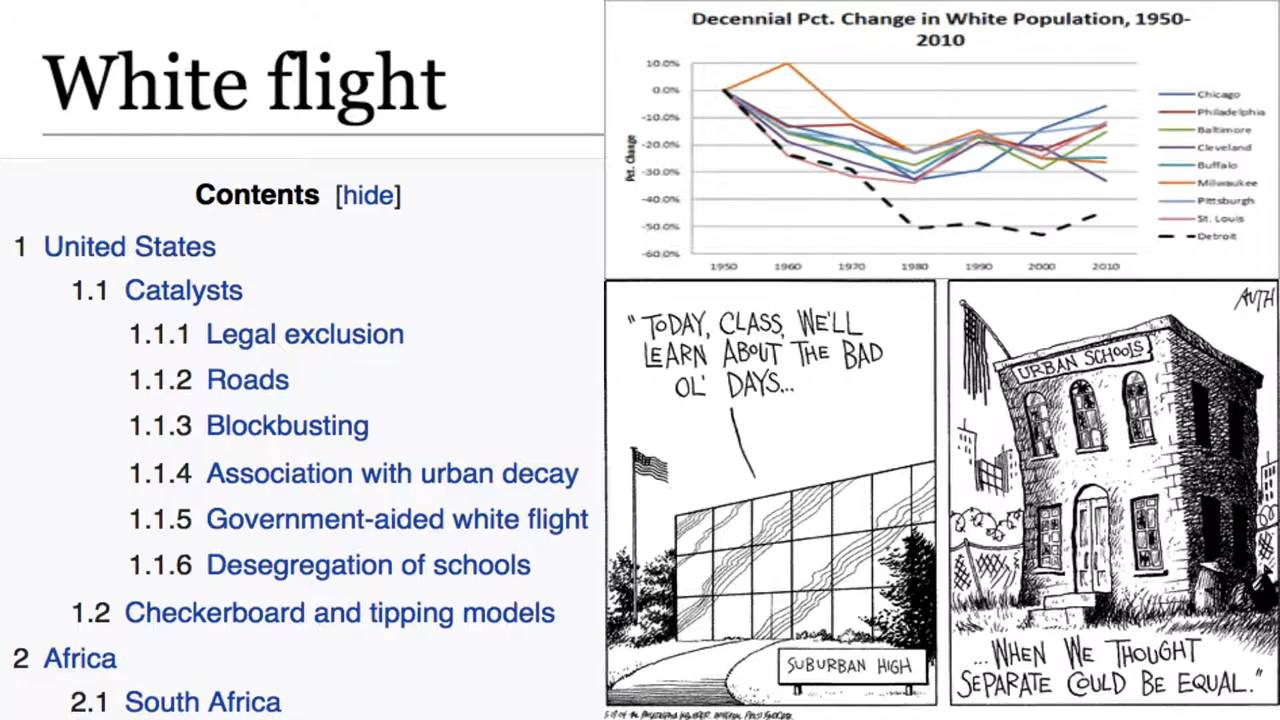 White flight
Contents [hide]
1 United States
1.1 Catalysts
1.1.1 Legal exclusion
1.1.2 Roads
1.1.3 Blockbusting
1.1.4 Association with urban decay
1.1.5 Government-aided white flight
1.1.6 Desegregation of schools
1.2 Checkerboard and tipping models
2 Africa
2.1 South Africa
Decennial Pct. Change in White Population, 1950-
2010
Pct. Change
10.0%
0.0%
-10.0%
-20.0%
-30.0%
-40.0%
-50.0%
-60.0%
1950 1960 1970 1980 1990 2000 2010
Chicago
Philadelphia
Baltimore
Cleveland
Buffalo
Milwaukee
Pittsburgh
St. Louis
Detroit
"TODAY, CLASS, WE'LL
LEARN ABOUT THE BAD
OL' DAYS...
SUBURBAN HIGH
AUTH
URBAN SCHOOLS
...WHEN WE THOUGHT
SEPARATE COULD BE EQUAL."